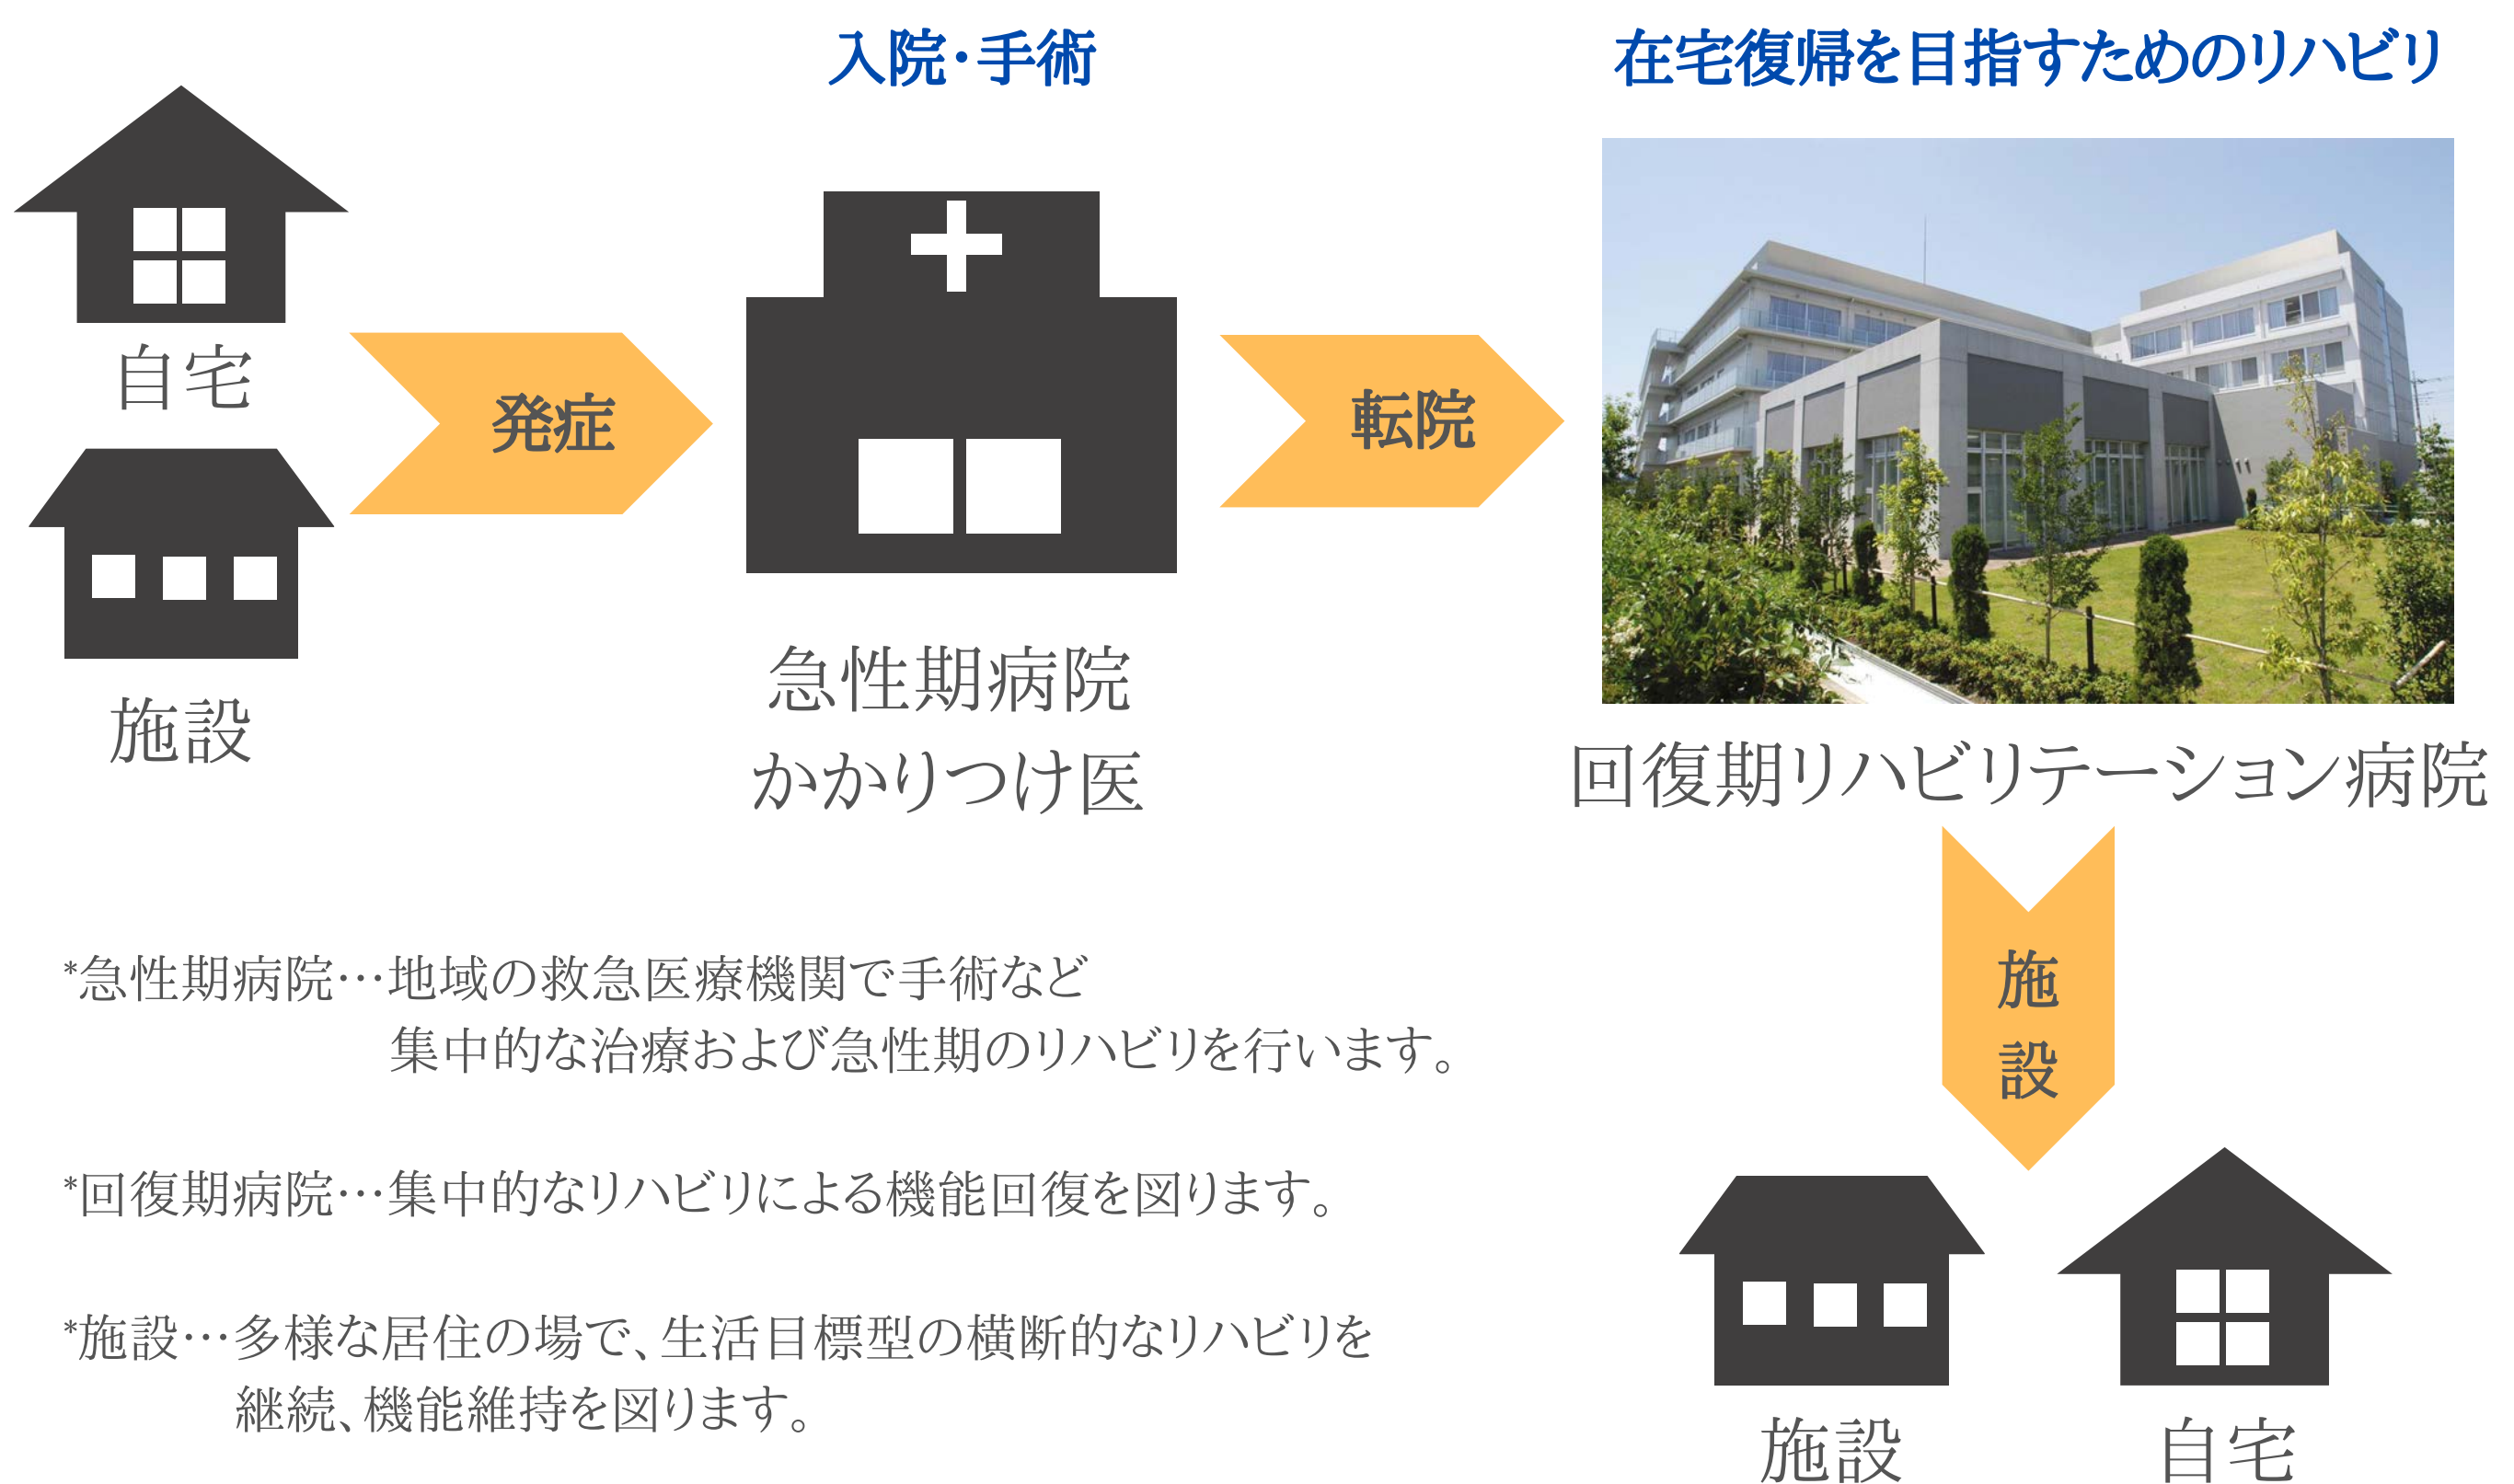 入院・手術
在宅復帰を目指すためのリハビリ
自宅
発症
転院
施設
急性期病院
かかりつけ医
回復期リハビリテーション病院
施設
*急性期病院…地域の救急医療機関で手術など
集中的な治療および急性期のリハビリを行います。
*回復期病院…集中的なリハビリによる機能回復を図ります。
*施設…多様な居住の場で、生活目標型の横断的なリハビリを
継続、機能維持を図ります。
施設
自宅